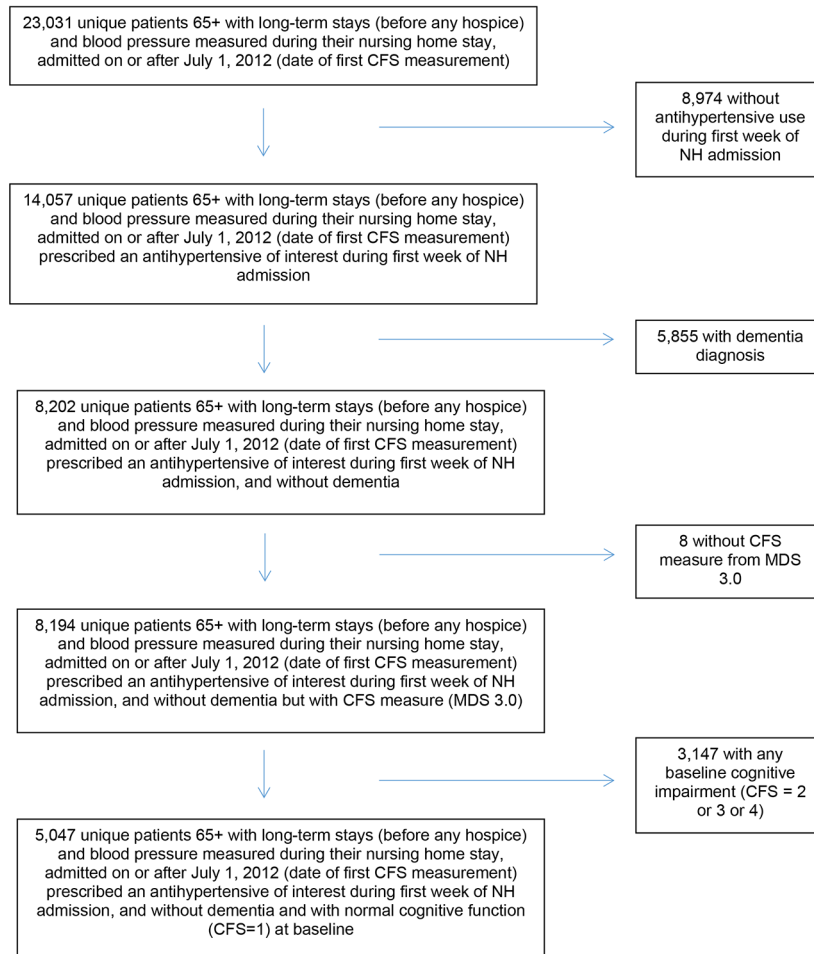 23,031 unique patients 65+ with long-term stays (before any hospice)
and blood pressure measured during their nursing home stay,
admitted on or after July 1, 2012 (date of first CFS measurement)
8,974 without
antihypertensive use
during first week of
NH admission
14,057 unique patients 65+ with long-term stays (before any hospice)
and blood pressure measured during their nursing home stay,
admitted on or after July 1, 2012 (date of first CFS measurement)
prescribed an antihypertensive of interest during first week of NH
admission
5,855 with dementia
diagnosis
8,202 unique patients 65+ with long-term stays (before any hospice)
and blood pressure measured during their nursing home stay,
admitted on or after July 1, 2012 (date of first CFS measurement)
prescribed an antihypertensive of interest during first week of NH
admission, and without dementia
8 without CFS
measure from MDS
3.0
8,194 unique patients 65+ with long-term stays (before any hospice)
and blood pressure measured during their nursing home stay,
admitted on or after July 1, 2012 (date of first CFS measurement)
prescribed an antihypertensive of interest during first week of NH
admission, and without dementia but with CFS measure (MDS 3.0)
3,147 with any
baseline cognitive
impairment (CFS = 2
or 3 or 4)
5,047 unique patients 65+ with long-term stays (before any hospice)
and blood pressure measured during their nursing home stay,
admitted on or after July 1, 2012 (date of first CFS measurement)
prescribed an antihypertensive of interest during first week of NH
admission, and without dementia and with normal cognitive function
(CFS=1) at baseline